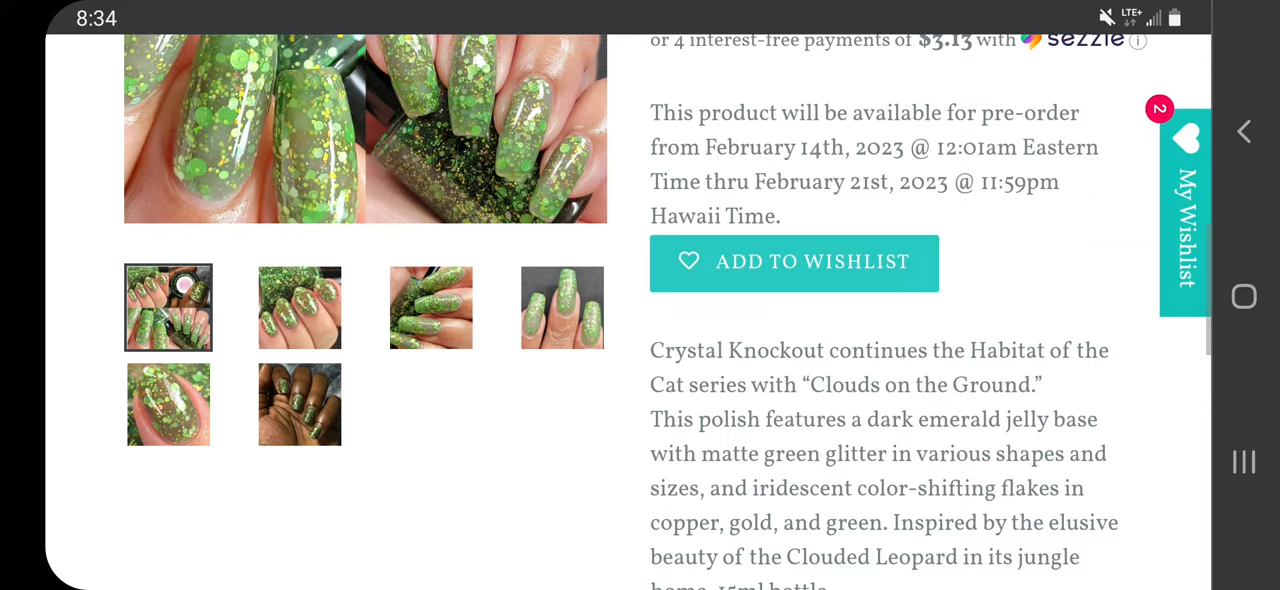 8:34
LTE+
or 4 interest-free payments of $3.13 with sezzle
This product will be available for pre-order
from February 14th, 2023 @ 12:01am Eastern
Time thru February 21st, 2023 @ 11:59pm
Hawaii Time.
ADD TO WISHLIST
2
My Wishlist
Crystal Knockout continues the Habitat of the
Cat series with “Clouds on the Ground.”
This polish features a dark emerald jelly base
with matte green glitter in various shapes and
sizes, and iridescent color-shifting flakes in
copper, gold, and green. Inspired by the elusive
beauty of the Clouded Leopard in its jungle
home. 15ml bottle